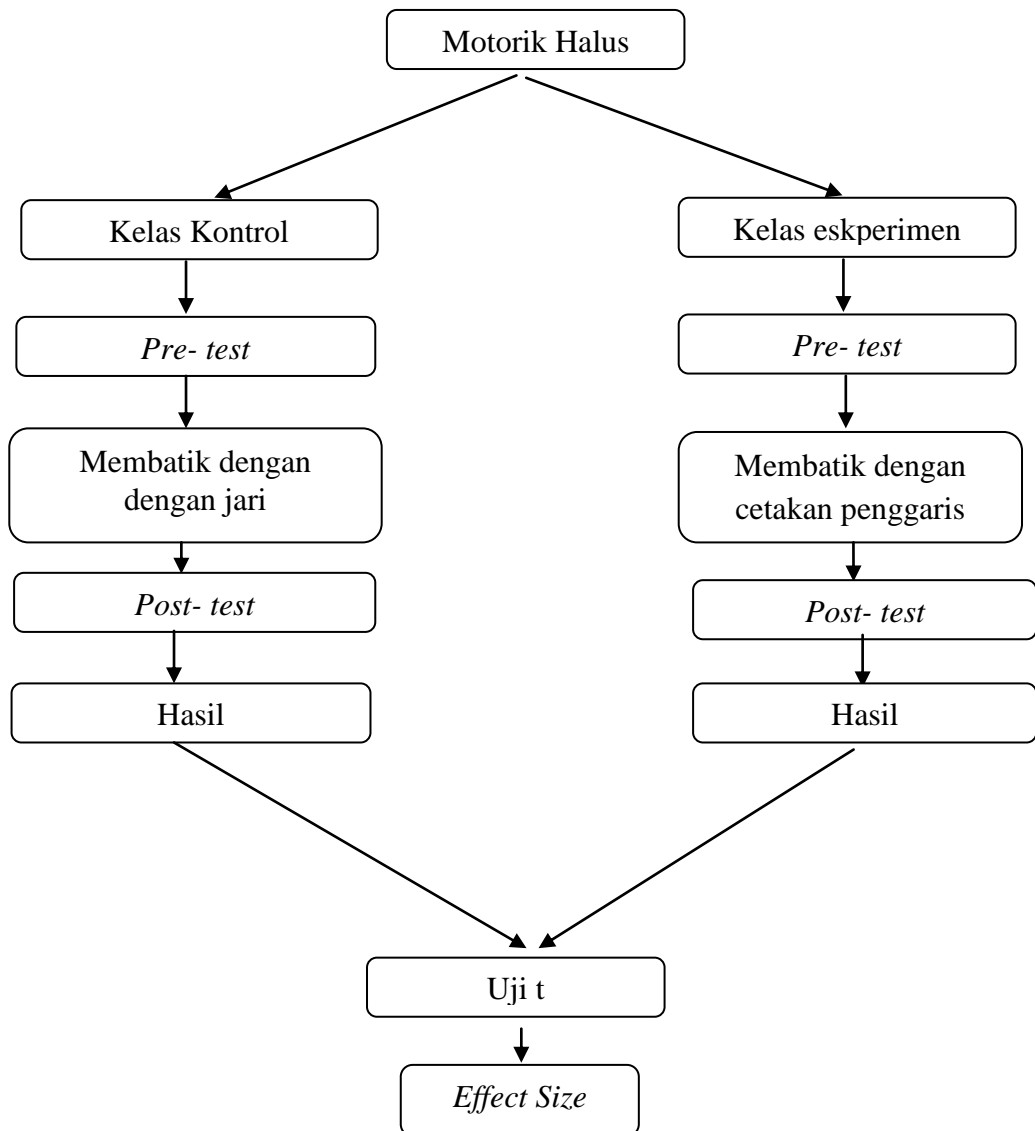 Motorik Halus
Kelas Kontrol
Kelas eskperimen
Pre- test
Pre- test
Membatik dengan
dengan jari
Membatik dengan
cetakan penggaris
Post- test
Post- test
Hasil
Hasil
Uji t
Effect Size